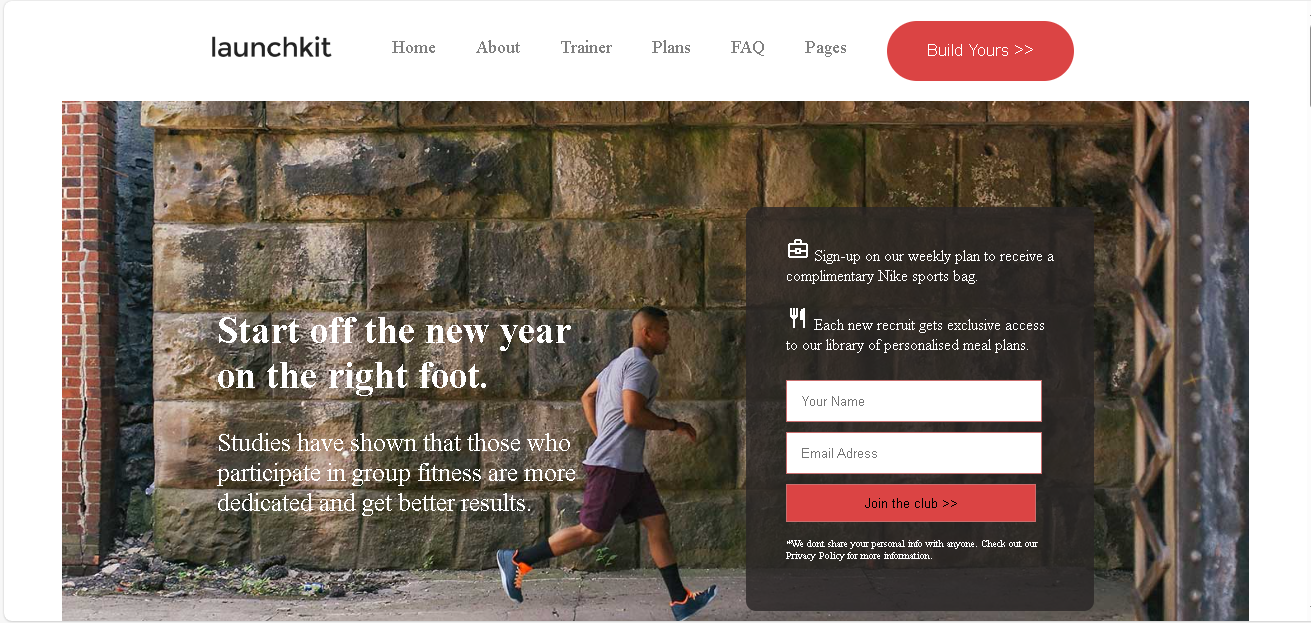 launchkit
Home About Trainer Plans FAQ Pages Build Yours >>
Start off the new year
on the right foot.
Studies have shown that those who
participate in group fitness are more
dedicated and get better results.
Sign-up on our weekly plan to receive a
complimentary Nike sports bag.
Each new recruit gets exclusive access
to our library of personalised meal plans.
Your Name
Email Adress
Join the club >>
*We dont share your personal info with anyone. Check out our
Privacy Policy for more information.